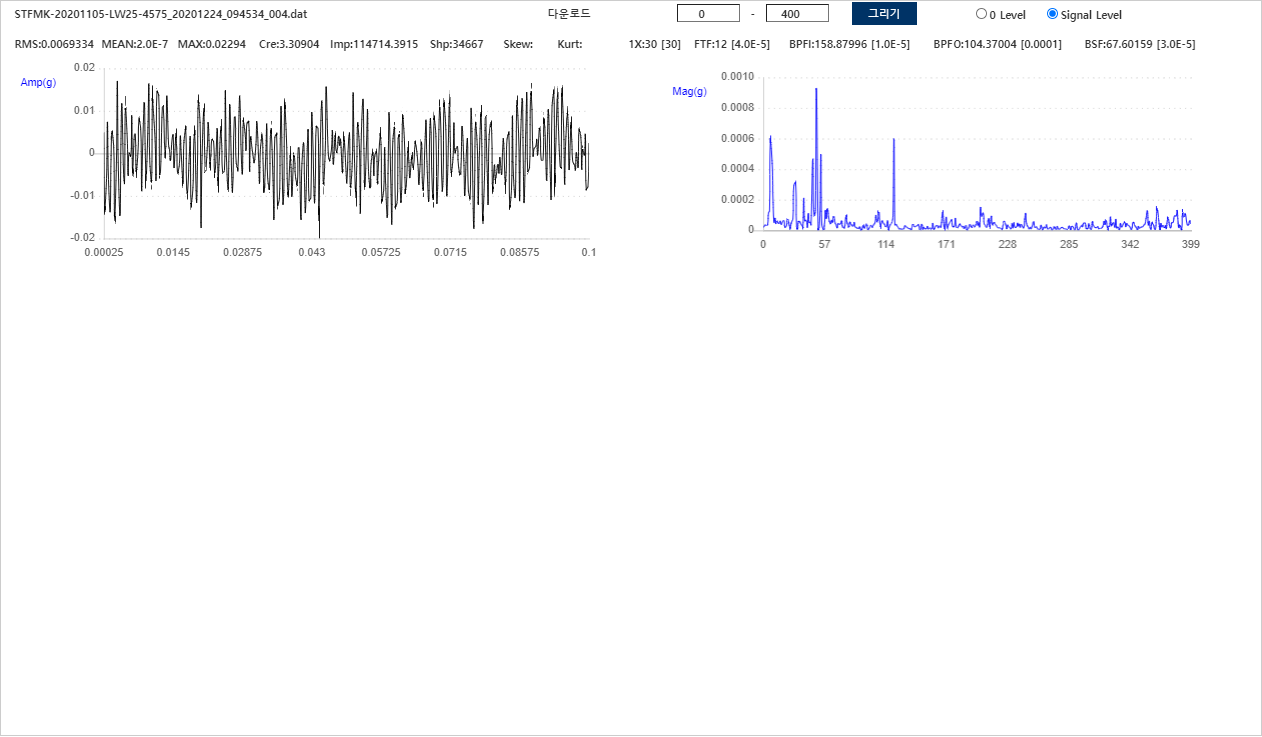 STFMK-20201105-LW25-4575_20201224_094534_004.dat 다운로드 0 - 400 그리기 0 Level Signal Level
RMS:0.0069334 MEAN:2.0E-7 MAX:0.02294 Cre:3.30904 Imp:114714.3915 Shp:34667 Skew: Kurt: 1X:30 [30] FTF:12 [4.0E-5] BPFI:158.87996 [1.0E-5] BPFO:104.37004 [0.0001] BSF:67.60159 [3.0E-5]
Amp(g)
0.02
0.01
0
-0.01
-0.02
0.00025 0.0145 0.02875 0.043 0.05725 0.0715 0.08575 0.1
Mag(g)
0.0010
0.0008
0.0006
0.0004
0.0002
0
0 57 114 171 228 285 342 399